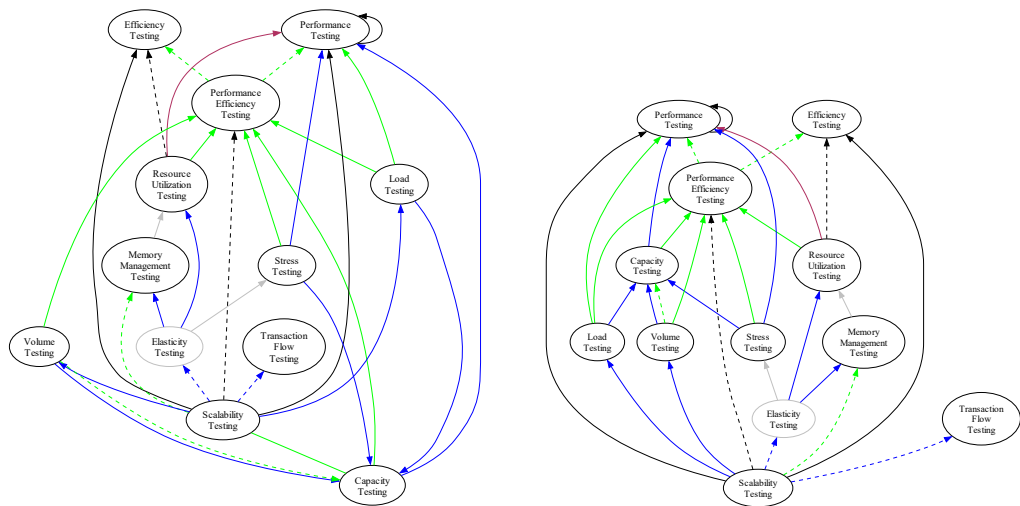 Efficiency
Testing
Performance
Testing
Performance
Efficiency
Testing
Resource
Utilization
Testing
Load
Testing
Memory
Management
Testing
Stress
Testing
Volume
Testing
Elasticity
Testing
Transaction
Flow
Testing
Scalability
Testing
Capacity
Testing
Performance
Testing
Efficiency
Testing
Performance
Efficiency
Testing
Capacity
Testing
Resource
Utilization
Testing
Load
Testing
Volume
Testing
Stress
Testing
Memory
Management
Testing
Elasticity
Testing
Transaction
Flow
Testing
Scalability
Testing